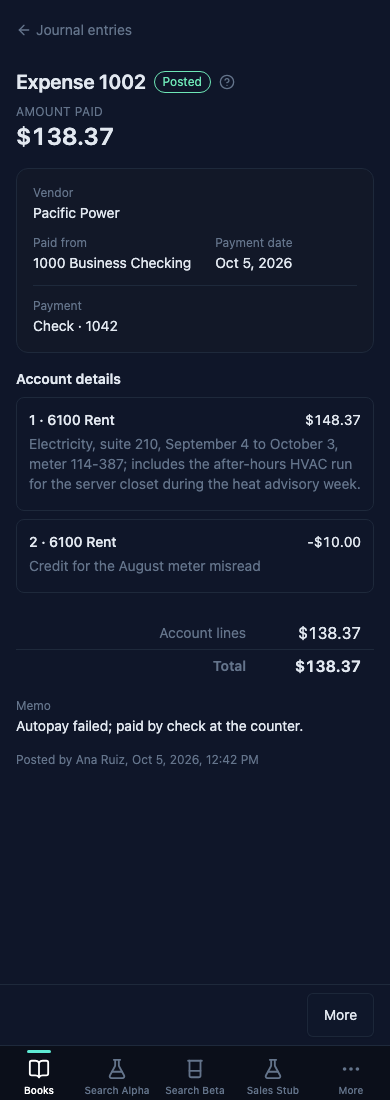 Journal entries
Expense 1002 Posted
AMOUNT PAID
$138.37
Vendor
Pacific Power
Paid from Payment date
1000 Business Checking Oct 5, 2026
Payment
Check · 1042
Account details
1 · 6100 Rent $148.37
Electricity, suite 210, September 4 to October 3,
meter 114-387; includes the after-hours HVAC run
for the server closet during the heat advisory week.
2 · 6100 Rent -$10.00
Credit for the August meter misread
Account lines $138.37
Total $138.37
Memo
Autopay failed; paid by check at the counter.
Posted by Ana Ruiz, Oct 5, 2026, 12:42 PM
More
Books Search Alpha Search Beta Sales Stub More